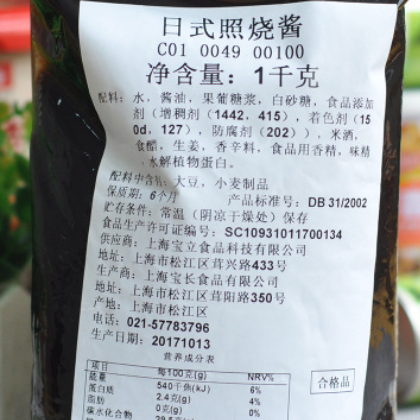 日式照烧酱
C01 0049 00100
净含量：1千克
配料：水，酱油，果葡糖浆，白砂糖，食品添加
剂（增稠剂（1442，415），着色剂（15
0d，127），防腐剂（202）），米酒，
食醋，生姜，香辛料，食品用香精，味精
，水解植物蛋白。
配料中含有：大豆，小麦制品
保质期：6个月 产品标准号：DB 31/2002
贮存条件：常温（阴凉干燥处）保存
食品生产许可证编号：SC10931011700134
供应商：上海宝立食品科技有限公司
地址：上海市松江区茸兴路433号
生产商：上海宝长食品有限公司
地址：上海市松江区茸阳路350号
电话：021-57783796
生产日期：20171013
营养成分表
项目 每100克(g) NRV%
能量 540千焦(kJ) 6%
蛋白质 2.4克(g) 4%
脂肪 0克(g) 0%
碳水化合物
合格品